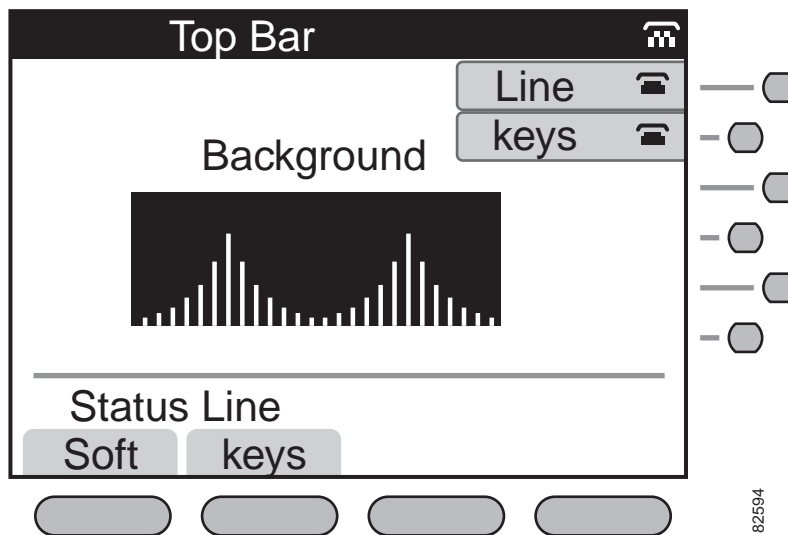 Top Bar
Line
keys
Background
Status Line
Soft keys
82594